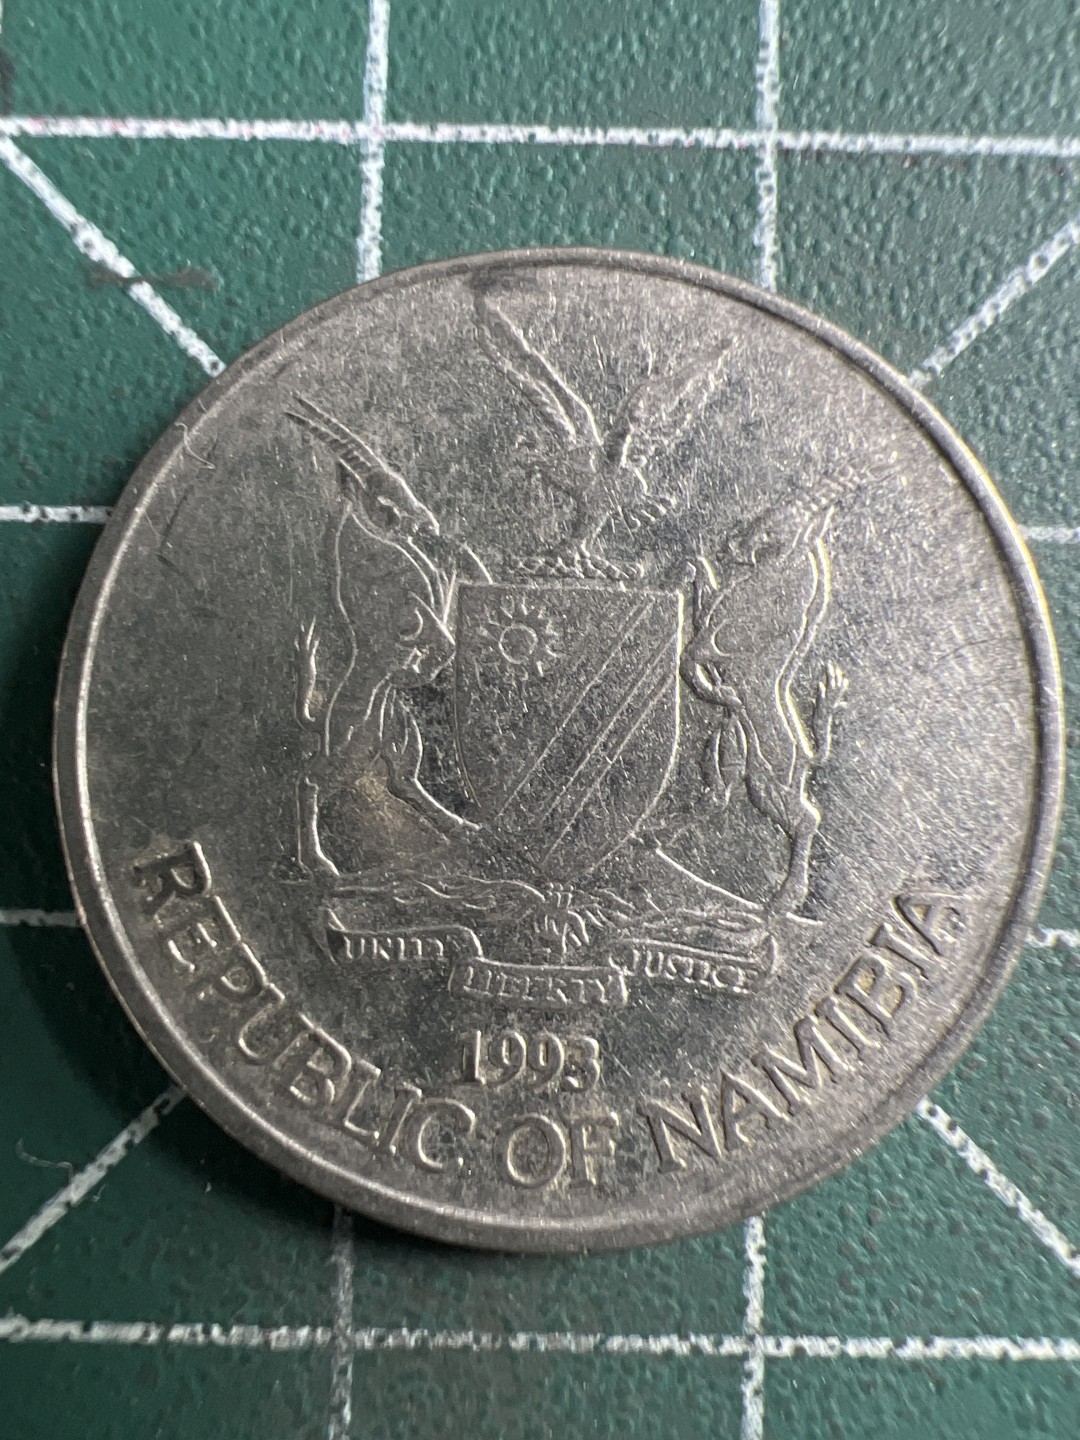 UNITY LIBERTY JUSTICE
1993
REPUBLIC OF NAMIBIA